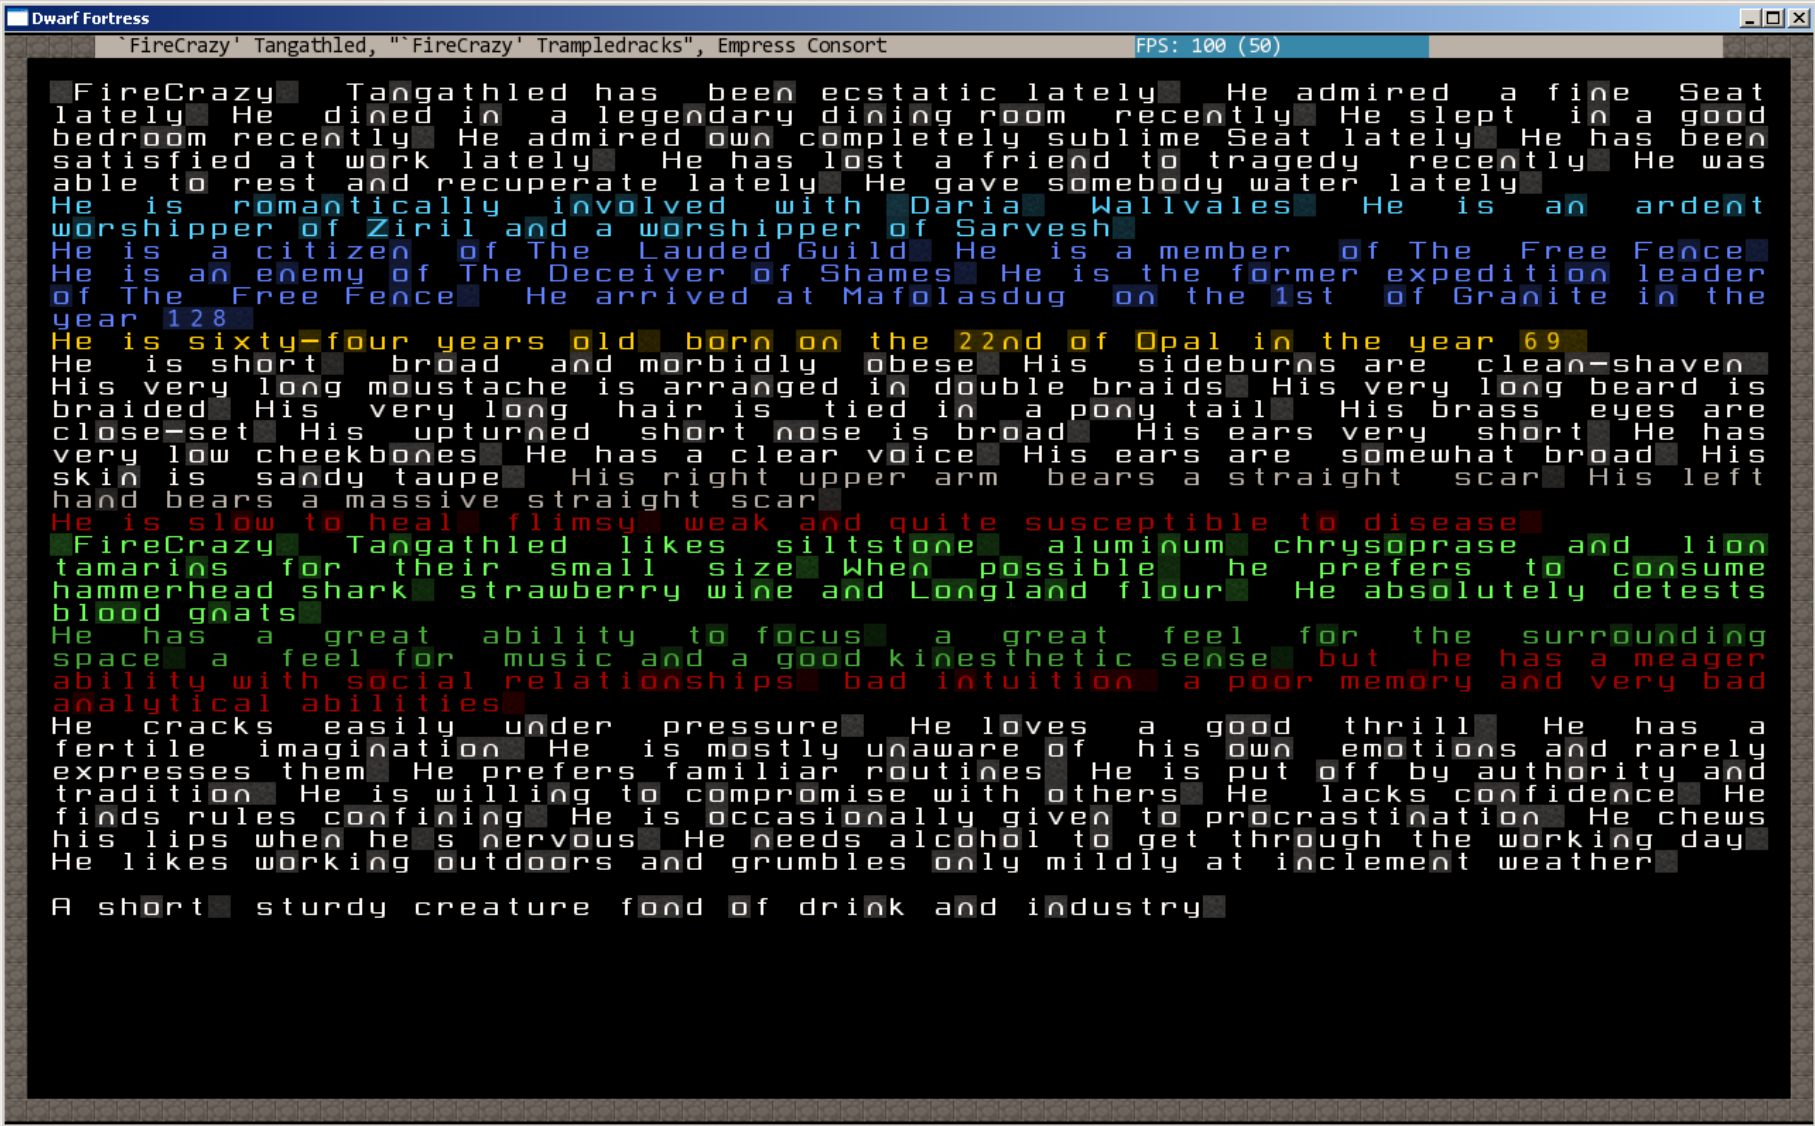 Dwarf Fortress
`FireCrazy' Tangathled, "`FireCrazy' Trampledracks", Empress Consort FPS: 100 (50)
FireCrazy Tangathled has been ecstatic lately He admired a fine Seat
lately He dined in a legendary dining room recently He slept in a good
bedroom recently He admired own completely sublime Seat lately He has been
satisfied at work lately He has lost a friend to tragedy recently He was
able to rest and recuperate lately He gave somebody water lately
He is romantically involved with Daria Wallvales He is an ardent
worshipper of Ziril and a worshipper of Sarvesh
He is a citizen of The Lauded Guild He is a member of The Free Fence
He is an enemy of The Deceiver of Shames He is the former expedition leader
of The Free Fence He arrived at Mafolasdug on the 1st of Granite in the
year 128
He is sixty-four years old born on the 22nd of Opal in the year 69
He is short broad and morbidly obese His sideburns are clean-shaven
His very long moustache is arranged in double braids His very long beard is
braided His very long hair is tied in a pony tail His brass eyes are
close-set His upturned short nose is broad His ears very short He has
very low cheekbones He has a clear voice His ears are somewhat broad His
skin is sandy taupe His right upper arm bears a straight scar His left
hand bears a massive straight scar
He is slow to heal flimsy weak and quite susceptible to disease
FireCrazy Tangathled likes siltstone aluminum chrysoprase and lion
tamarins for their small size When possible he prefers to consume
hammerhead shark strawberry wine and Longland flour He absolutely detests
blood gnats
He has a great ability to focus a great feel for the surrounding
space a feel for music and a good kinesthetic sense but he has a meager
ability with social relationships bad intuition a poor memory and very bad
analytical abilities
He cracks easily under pressure He loves a good thrill He has a
fertile imagination He is mostly unaware of his own emotions and rarely
expresses them He prefers familiar routines He is put off by authority and
tradition He is willing to compromise with others He lacks confidence He
finds rules confining He is occasionally given to procrastination He chews
his lips when he s nervous He needs alcohol to get through the working day
He likes working outdoors and grumbles only mildly at inclement weather
A short sturdy creature fond of drink and industry